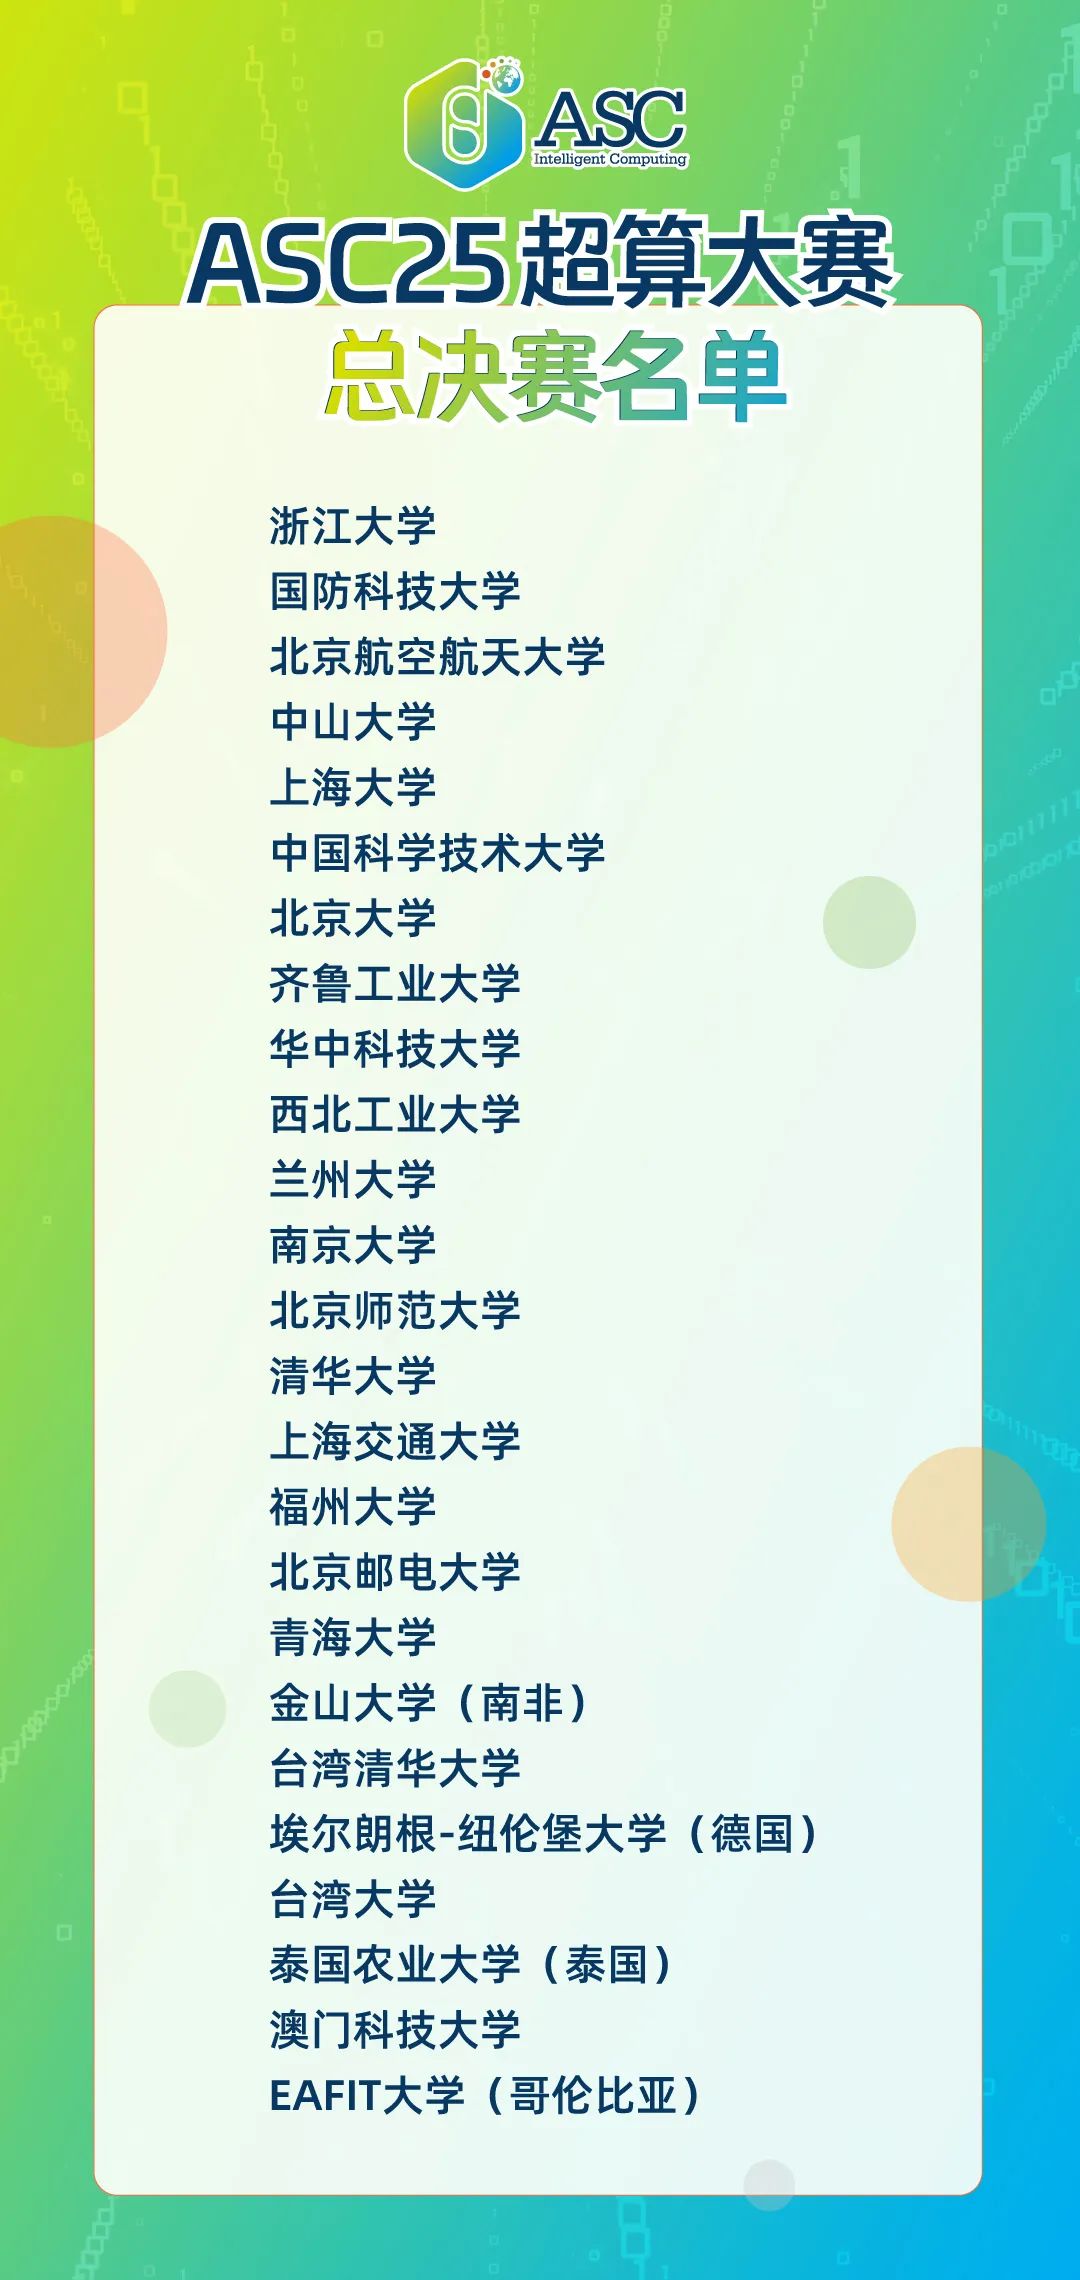 ASC
Intelligent Computing
ASC25超算大赛
总决赛名单
浙江大学
国防科技大学
北京航空航天大学
中山大学
上海大学
中国科学技术大学
北京大学
齐鲁工业大学
华中科技大学
西北工业大学
兰州大学
南京大学
北京师范大学
清华大学
上海交通大学
福州大学
北京邮电大学
青海大学
金山大学（南非）
台湾清华大学
埃尔朗根-纽伦堡大学（德国）
台湾大学
泰国农业大学（泰国）
澳门科技大学
EAFIT大学（哥伦比亚）